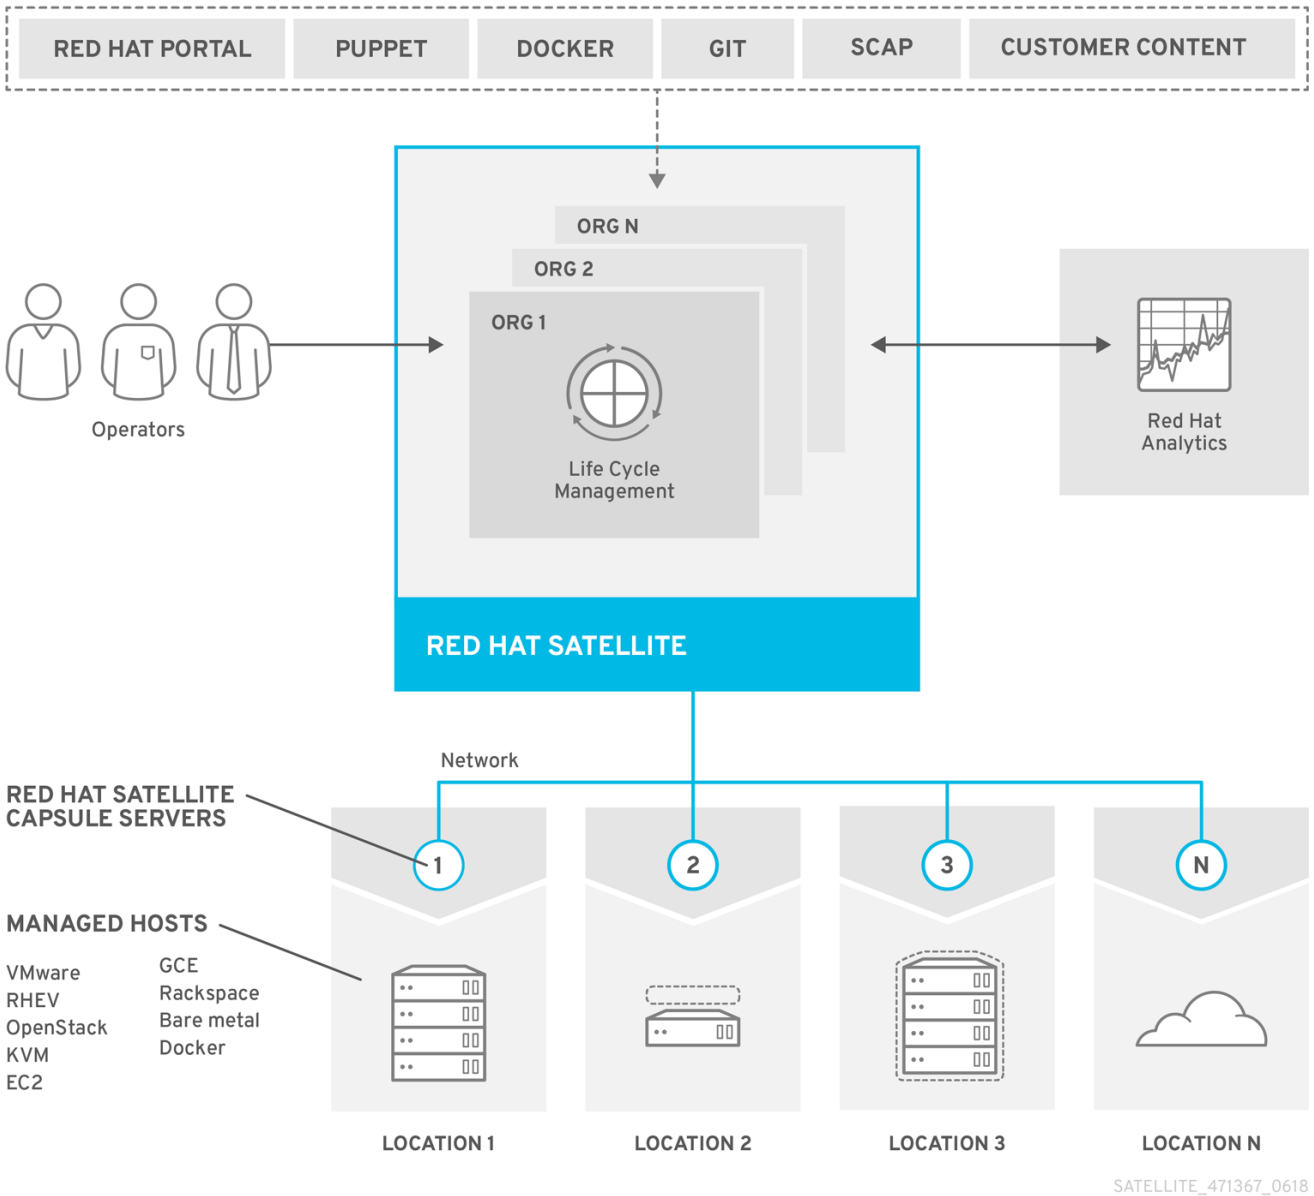 RED HAT PORTAL
PUPPET
DOCKER
GIT
SCAP
CUSTOMER CONTENT
ORG N
ORG 2
ORG 1
Life Cycle
Management
Operators
Red Hat
Analytics
RED HAT SATELLITE
Network
RED HAT SATELLITE
CAPSULE SERVERS
1
2
3
N
MANAGED HOSTS
VMware
RHEV
OpenStack
KVM
EC2
GCE
Rackspace
Bare metal
Docker
LOCATION 1
LOCATION 2
LOCATION 3
LOCATION N
SATELLITE_471367_0618